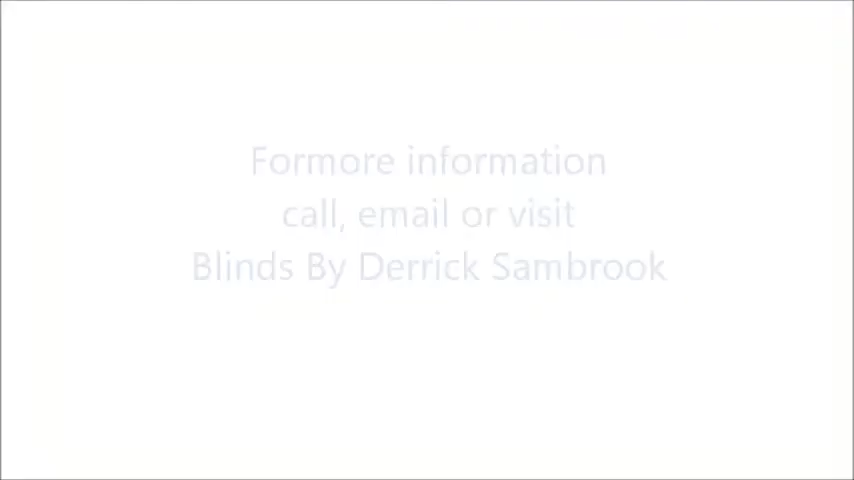 Formore information
call, email or visit
Blinds By Derrick Sambrook